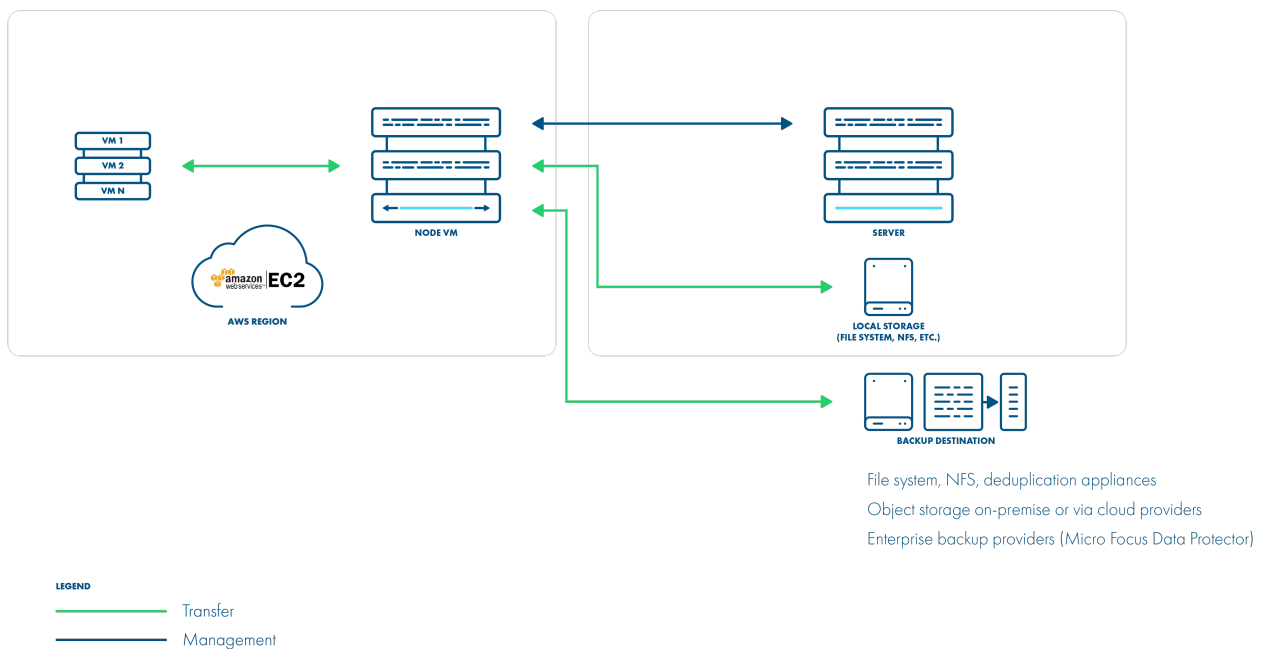 VM 1
VM 2
VM N
NODE VM
SERVER
amazon
webservices™
EC2
AWS REGION
LOCAL STORAGE
(FILE SYSTEM, NFS, ETC.)
BACKUP DESTINATION
File system, NFS, deduplication appliances
Object storage on-premise or via cloud providers
Enterprise backup providers (Micro Focus Data Protector)
LEGEND
Transfer
Management